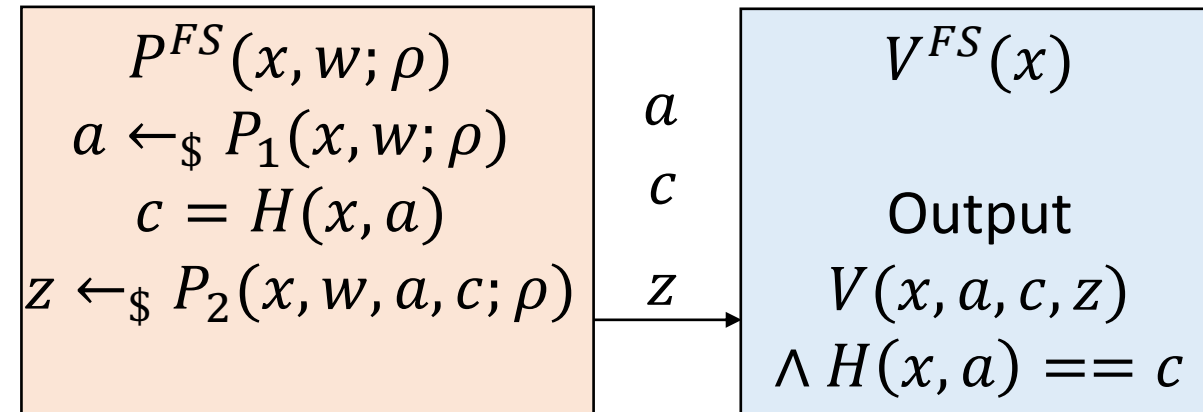 P^{FS}(x, w; ρ)
a ←_$ P_1(x, w; ρ)
c = H(x, a)
z ←_$ P_2(x, w, a, c; ρ)
a
c
z
V^{FS}(x)
Output
V(x, a, c, z)
∧ H(x, a) == c